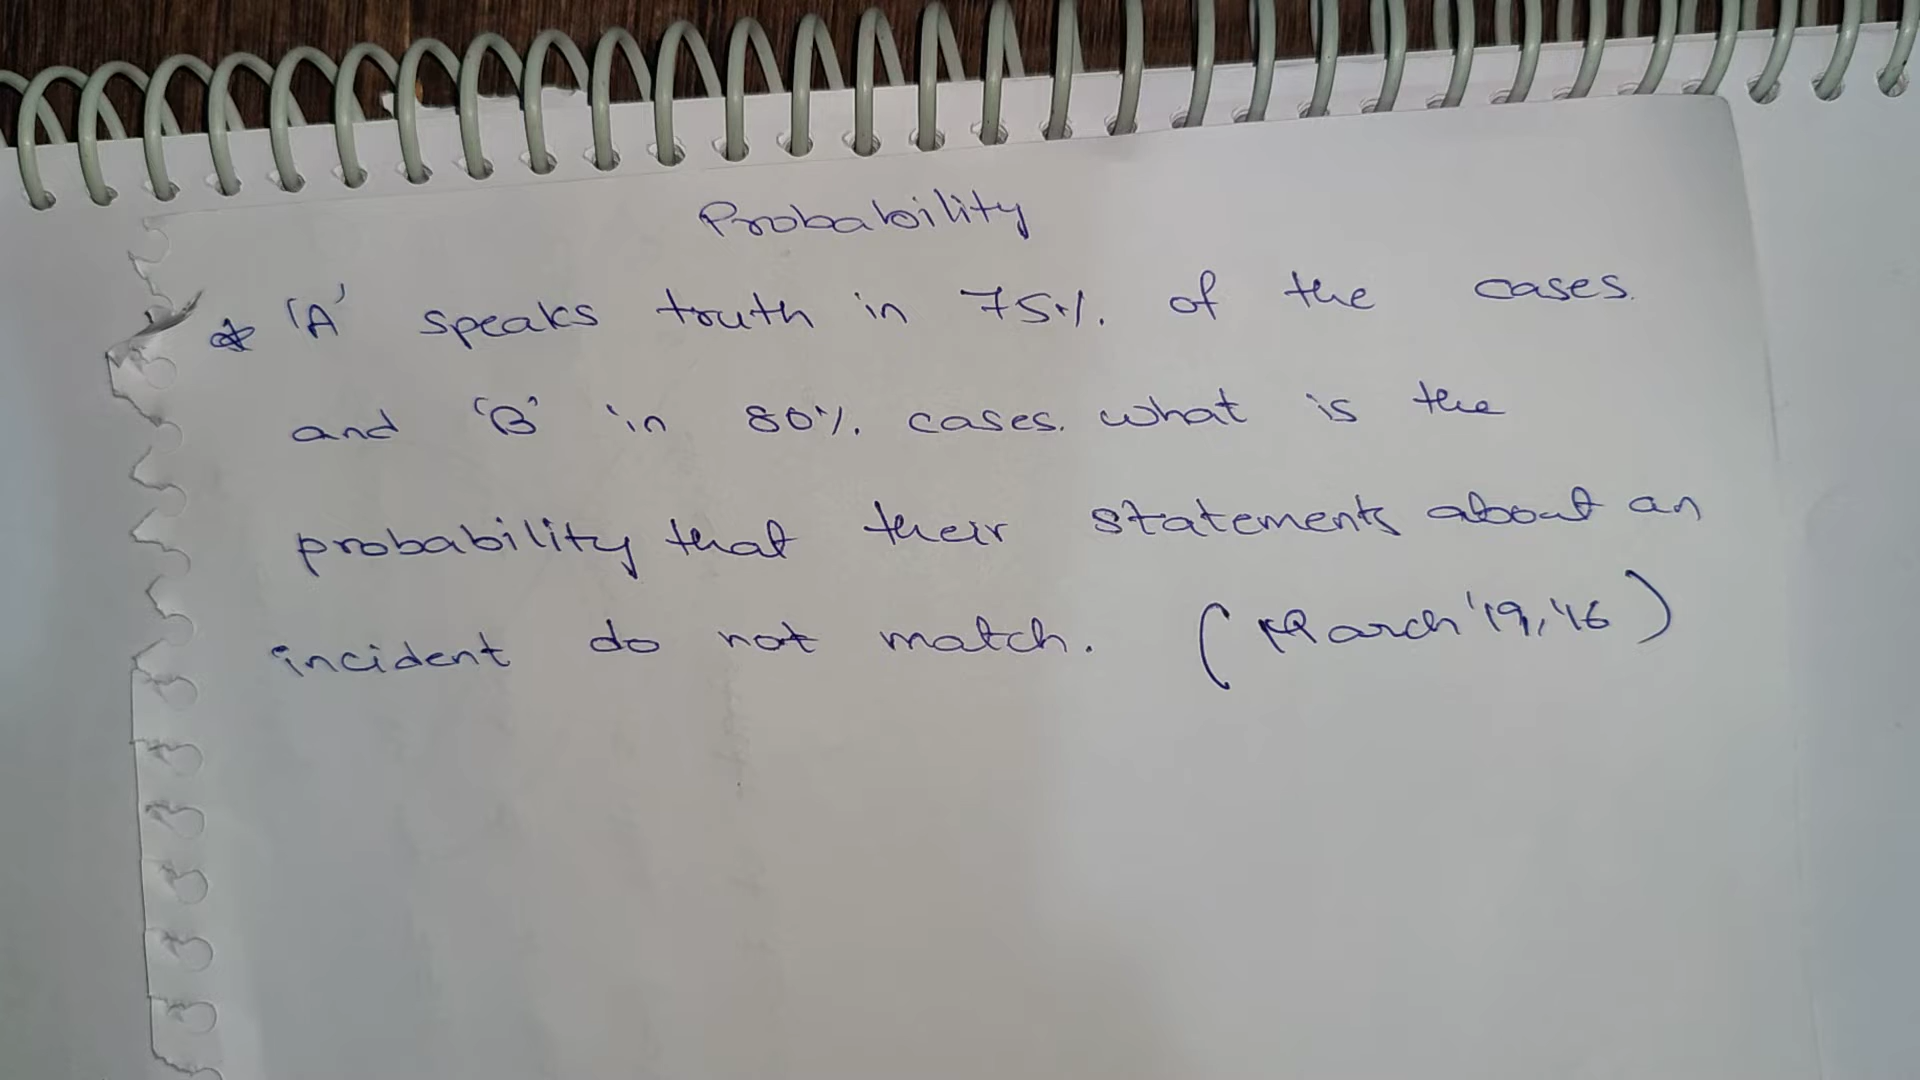 Probability
* 'A' speaks truth in 75%. of the cases.
and 'B' in 80%. cases. what is the
probability that their statements about an
incident do not match. (March '19, '16)